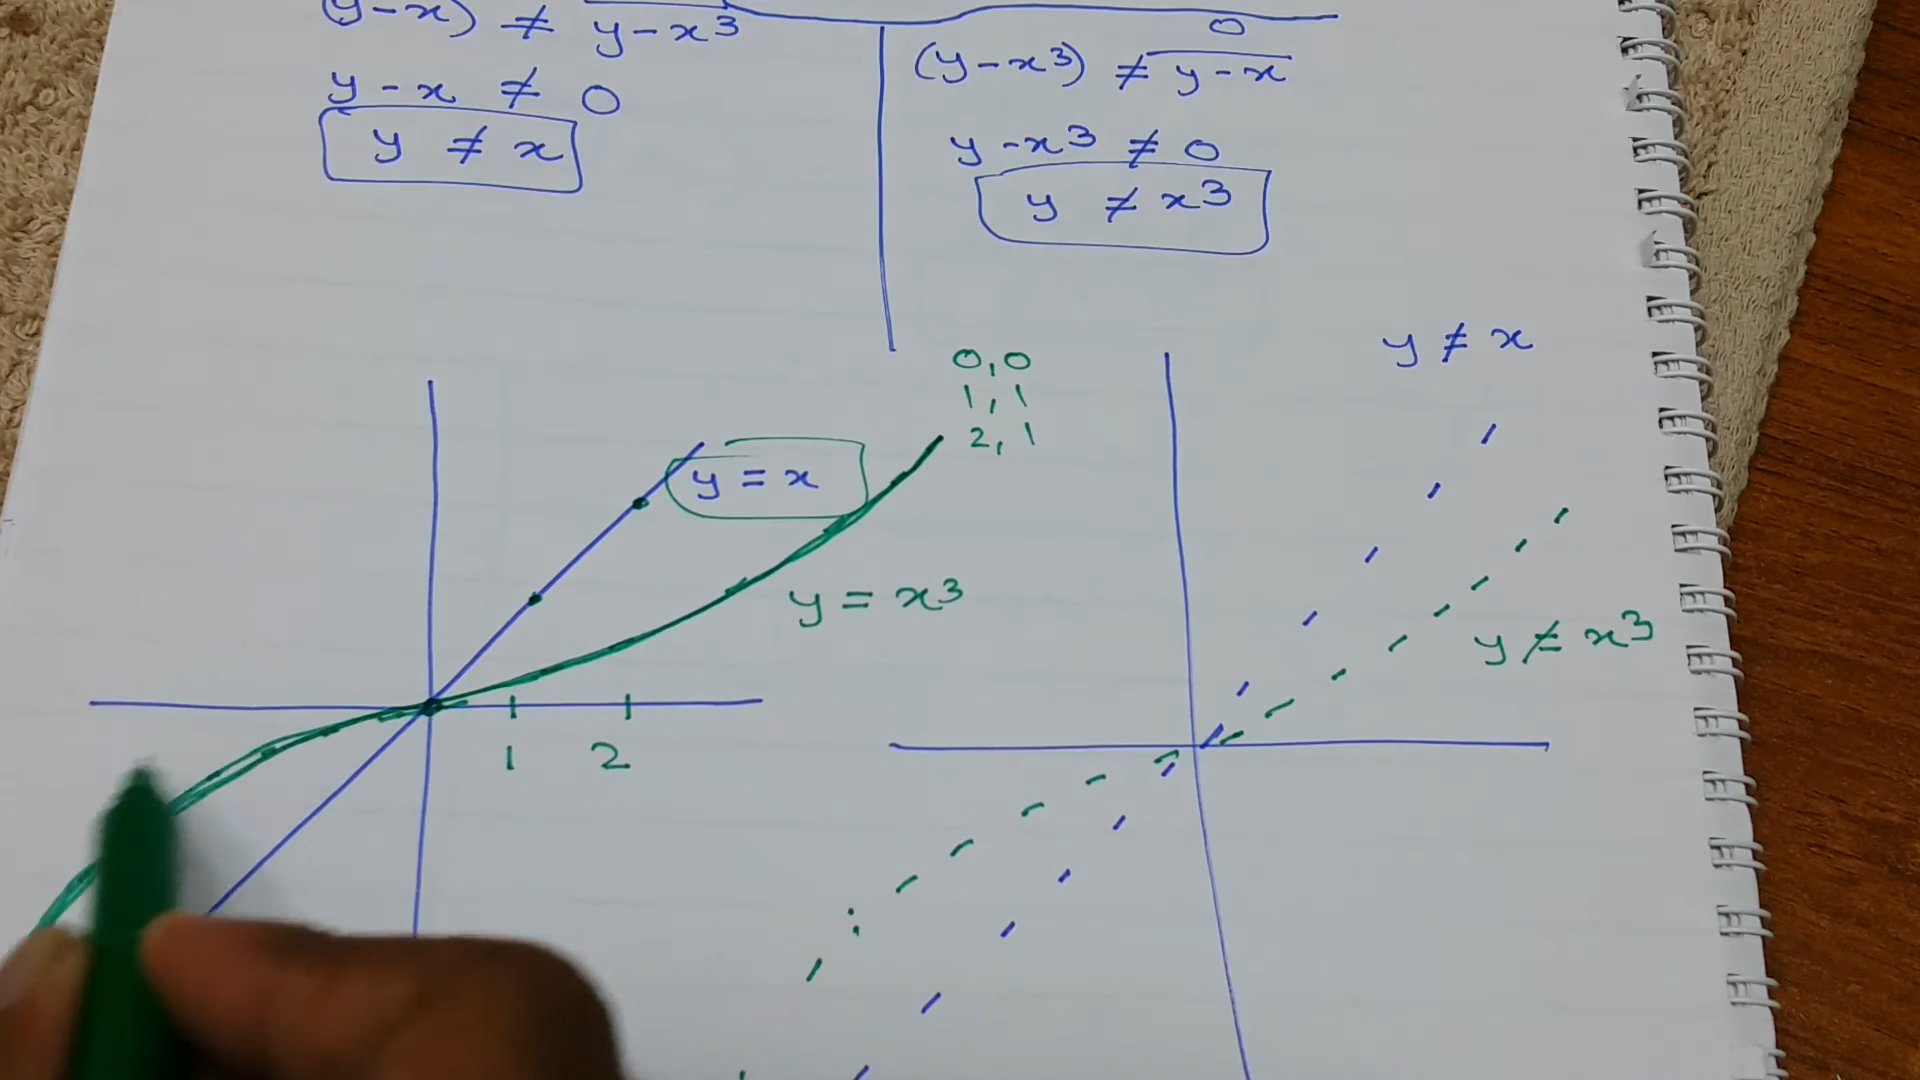 (y-x) ≠ y-x³
y-x ≠ 0
y ≠ x
0
(y-x³) ≠ y-x
y-x³ ≠ 0
y ≠ x³
0,0
1,1
2,1
y = x
y = x³
1 2
y ≠ x
y ≠ x³